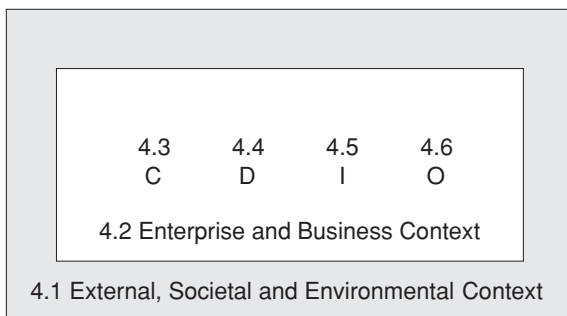 4.3 4.4 4.5 4.6
C D I O
4.2 Enterprise and Business Context
4.1 External, Societal and Environmental Context